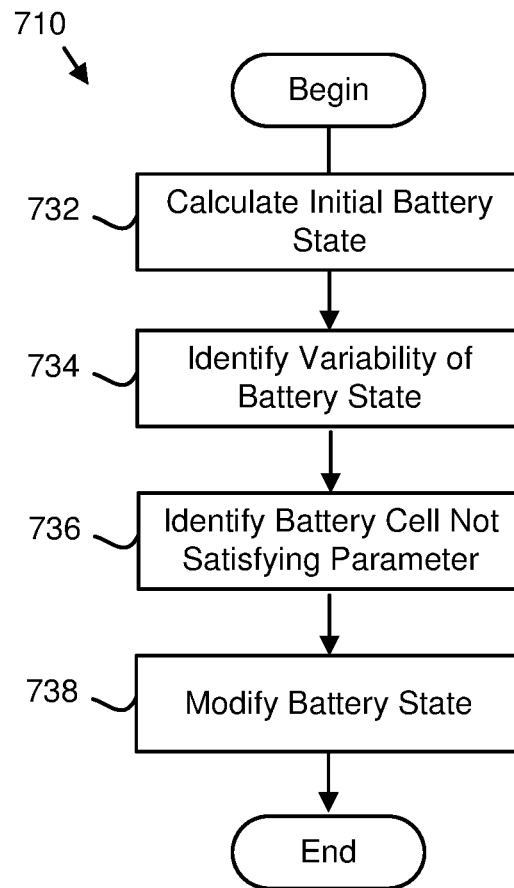 710
Begin
732
Calculate Initial Battery
State
734
Identify Variability of
Battery State
736
Identify Battery Cell Not
Satisfying Parameter
738
Modify Battery State
End